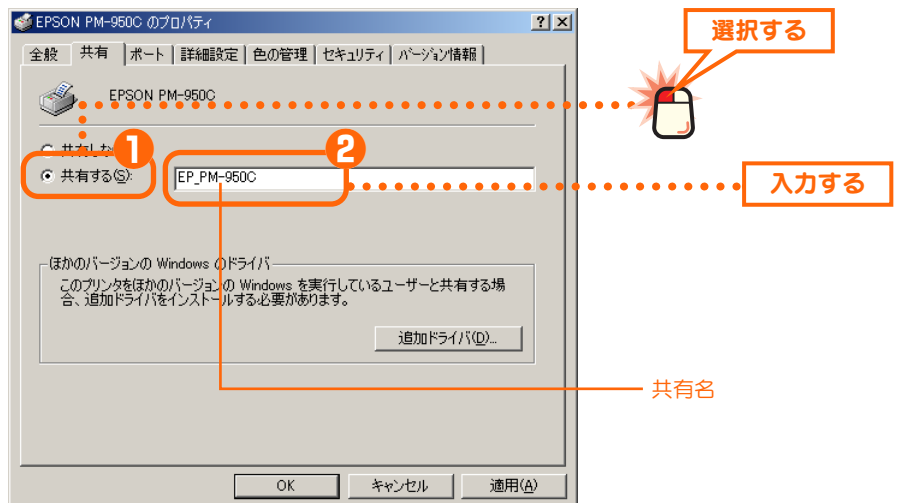 EPSON PM-950C のプロパティ
全般 共有 ポート 詳細設定 色の管理 セキュリティ バージョン情報
選択する
EPSON PM-950C
共有しな
1
2
共有する(S):
EP_PM-950C
入力する
ほかのバージョンの Windows のドライバ
このプリンタをほかのバージョンの Windows を実行しているユーザーと共有する場
合、追加ドライバをインストールする必要があります。
追加ドライバ(D)...
共有名
OK キャンセル 適用(A)